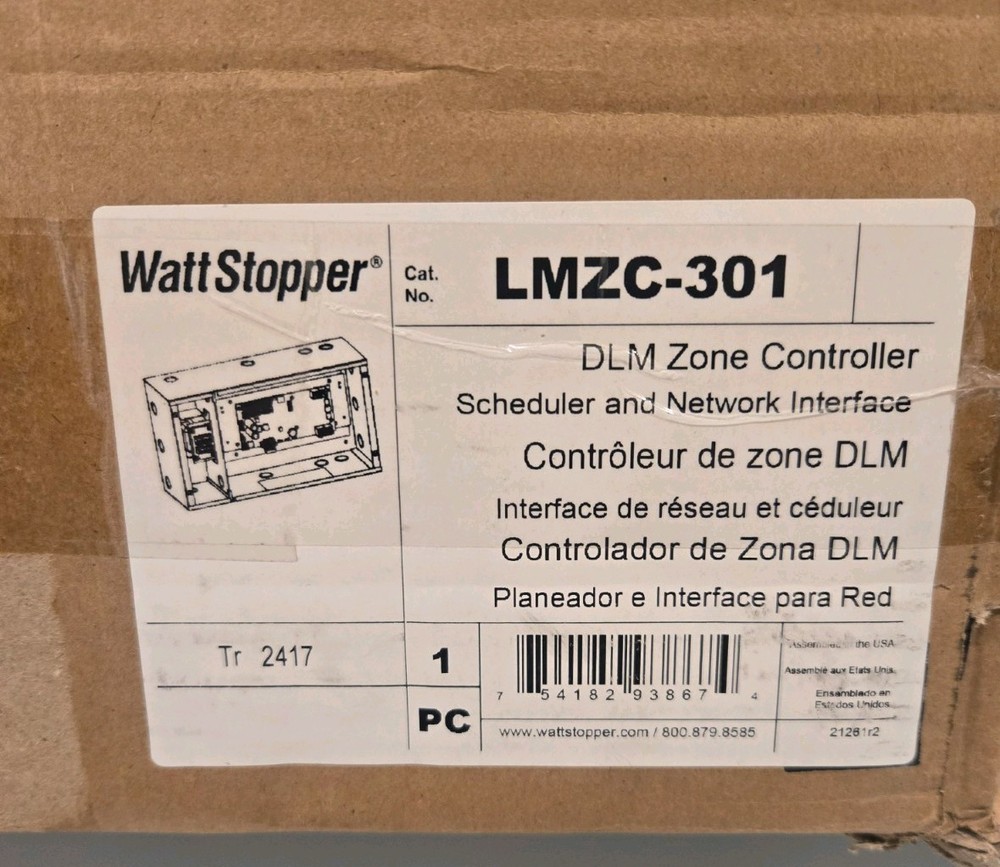 WattStopper®
Cat.
No.
LMZC-301
DLM Zone Controller
Scheduler and Network Interface
Contrôleur de zone DLM
Interface de réseau et céduleur
Controlador de Zona DLM
Planeador e Interface para Red
Tr 2417
1
PC
7 54182 93867 4
www.wattstopper.com / 800.879.8585
the USA
Assemblé aux Etats Unis
Ensamblado en
Estados Unidos
21261r2